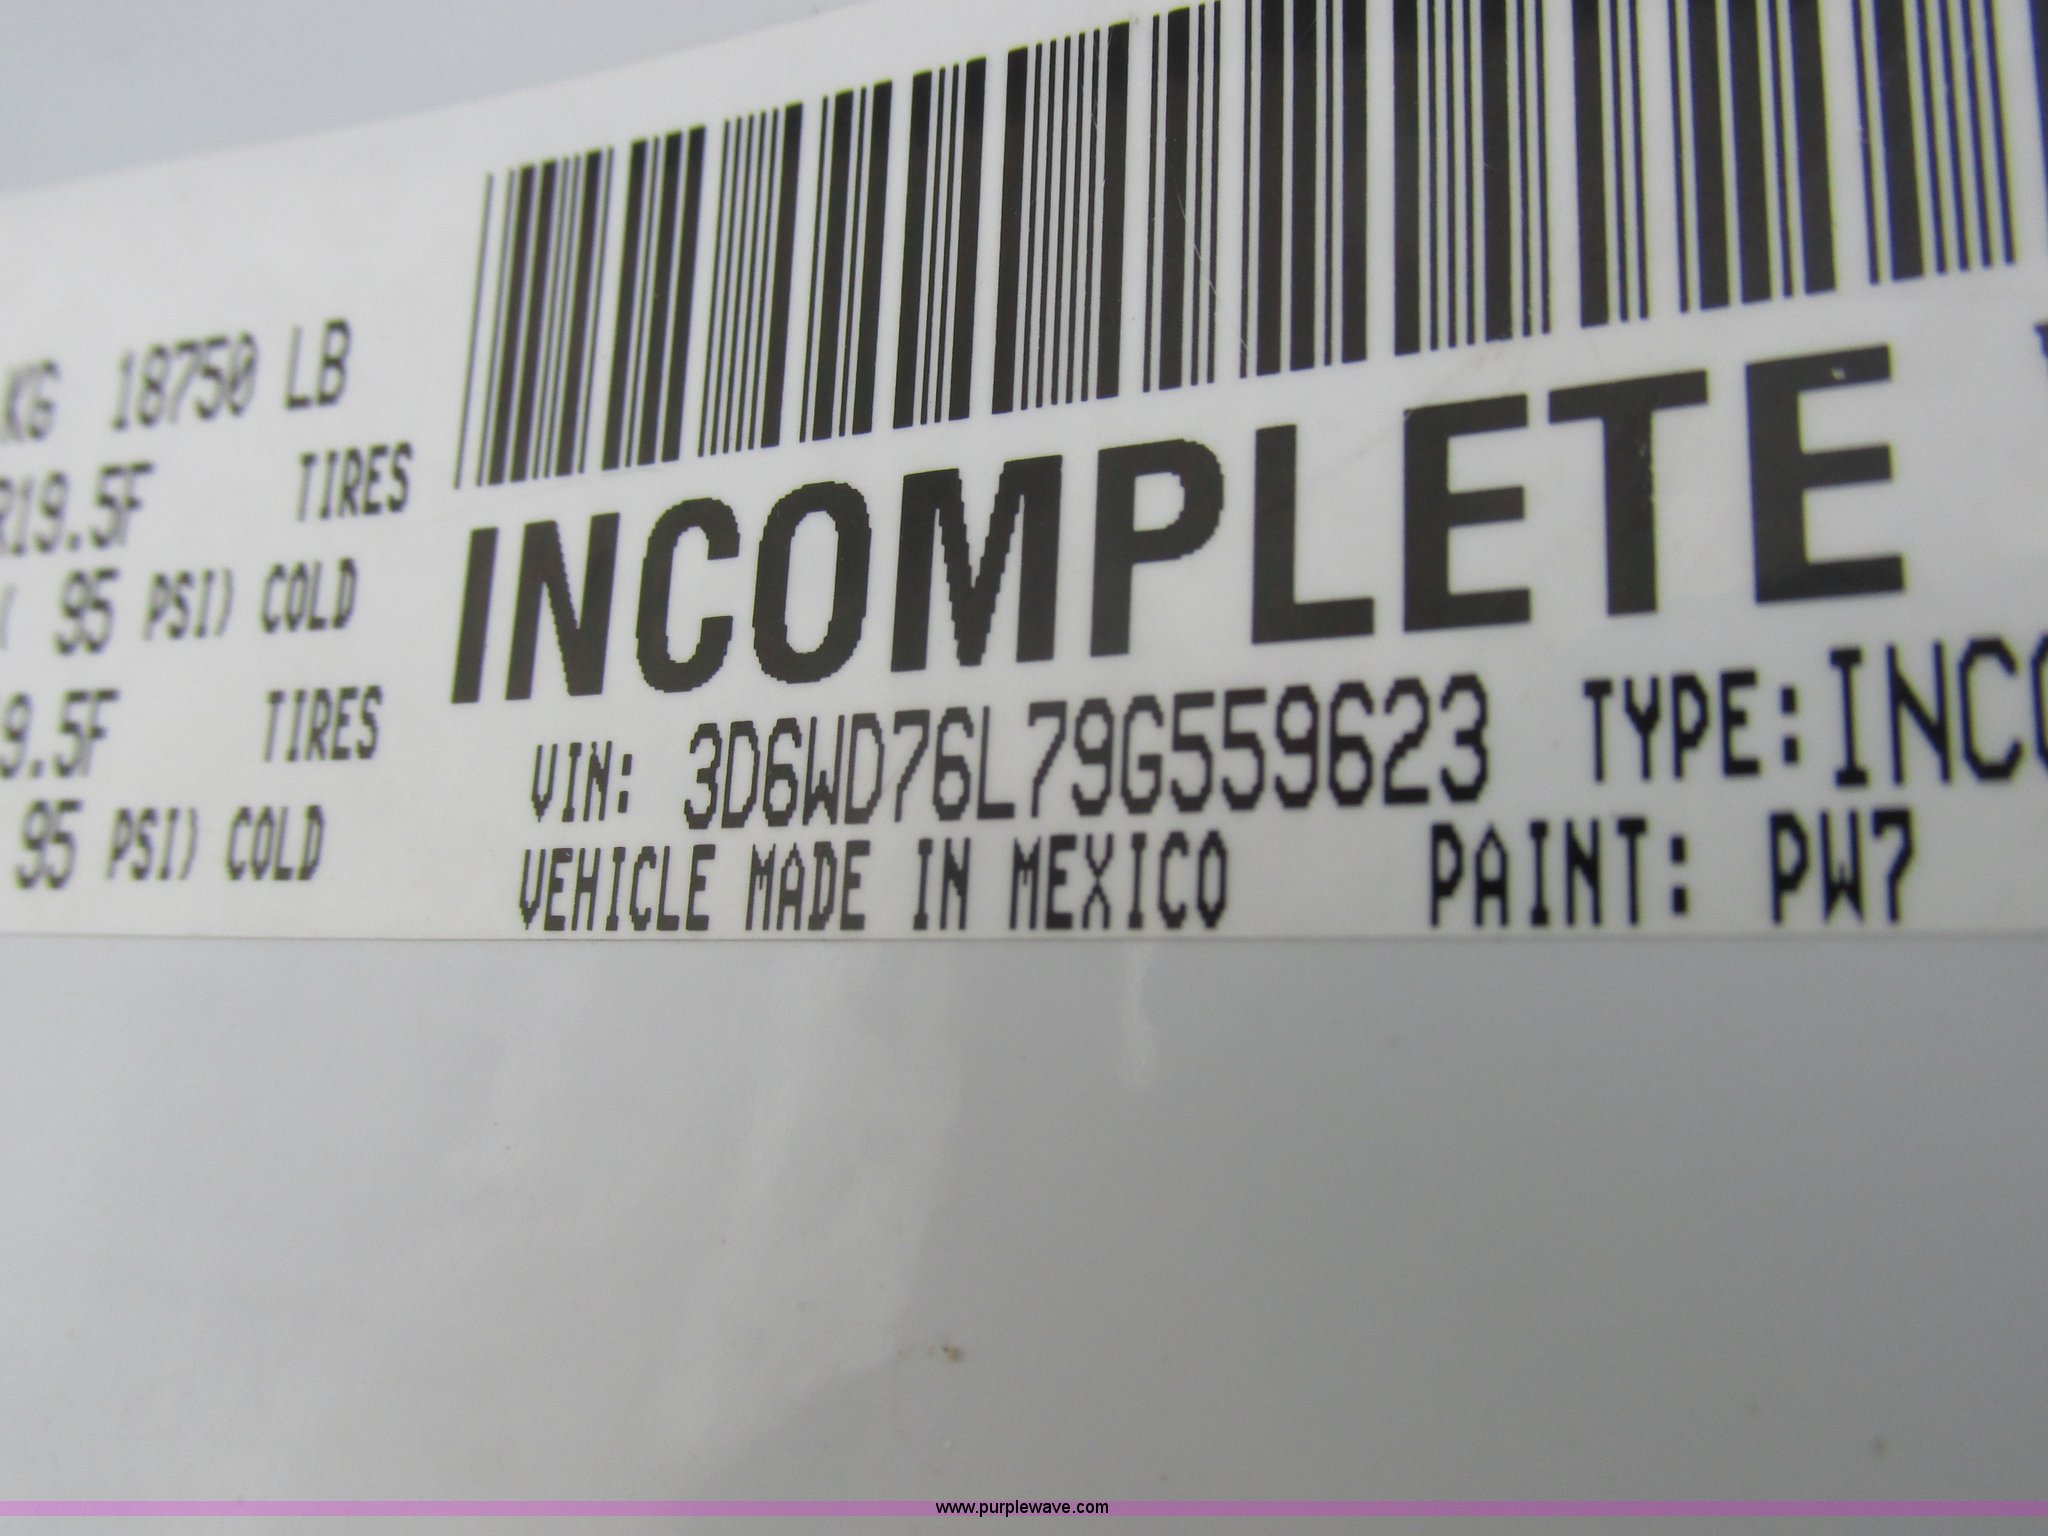 KG 18750 LB
R19.5F TIRES
( 95 PSI) COLD
9.5F TIRES
95 PSI) COLD
INCOMPLETE
VIN: 3D6WD76L79G559623 TYPE: INCO
VEHICLE MADE IN MEXICO PAINT: PW7
www.purplewave.com